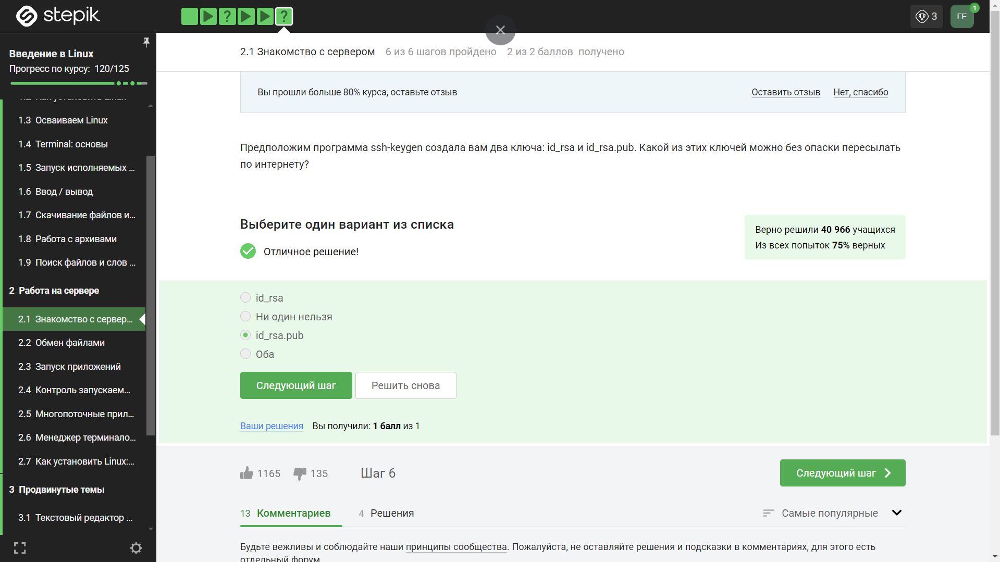 stepik
? ?
3
ГЕ
1
Введение в Linux
Прогресс по курсу: 120/125
1.3 Осваиваем Linux
1.4 Terminal: основы
1.5 Запуск исполняемых ...
1.6 Ввод / вывод
1.7 Скачивание файлов и...
1.8 Работа с архивами
1.9 Поиск файлов и слов ...
2 Работа на сервере
2.1 Знакомство с сервер...
2.2 Обмен файлами
2.3 Запуск приложений
2.4 Контроль запускаем...
2.5 Многопоточные прил...
2.6 Менеджер терминало...
2.7 Как установить Linux:...
3 Продвинутые темы
3.1 Текстовый редактор ...
2.1 Знакомство с сервером 6 из 6 шагов пройдено 2 из 2 баллов получено
Вы прошли больше 80% курса, оставьте отзыв Оставить отзыв Нет, спасибо
Предположим программа ssh-keygen создала вам два ключа: id_rsa и id_rsa.pub. Какой из этих ключей можно без опаски пересылать
по интернету?
Выберите один вариант из списка
Отличное решение!
Верно решили 40 966 учащихся
Из всех попыток 75% верных
id_rsa
Ни один нельзя
id_rsa.pub
Оба
Следующий шаг Решить снова
Ваши решения Вы получили: 1 балл из 1
1165 135 Шаг 6 Следующий шаг
13 Комментариев 4 Решения Самые популярные
Будьте вежливы и соблюдайте наши принципы сообщества. Пожалуйста, не оставляйте решения и подсказки в комментариях, для этого есть
отдельный форум.